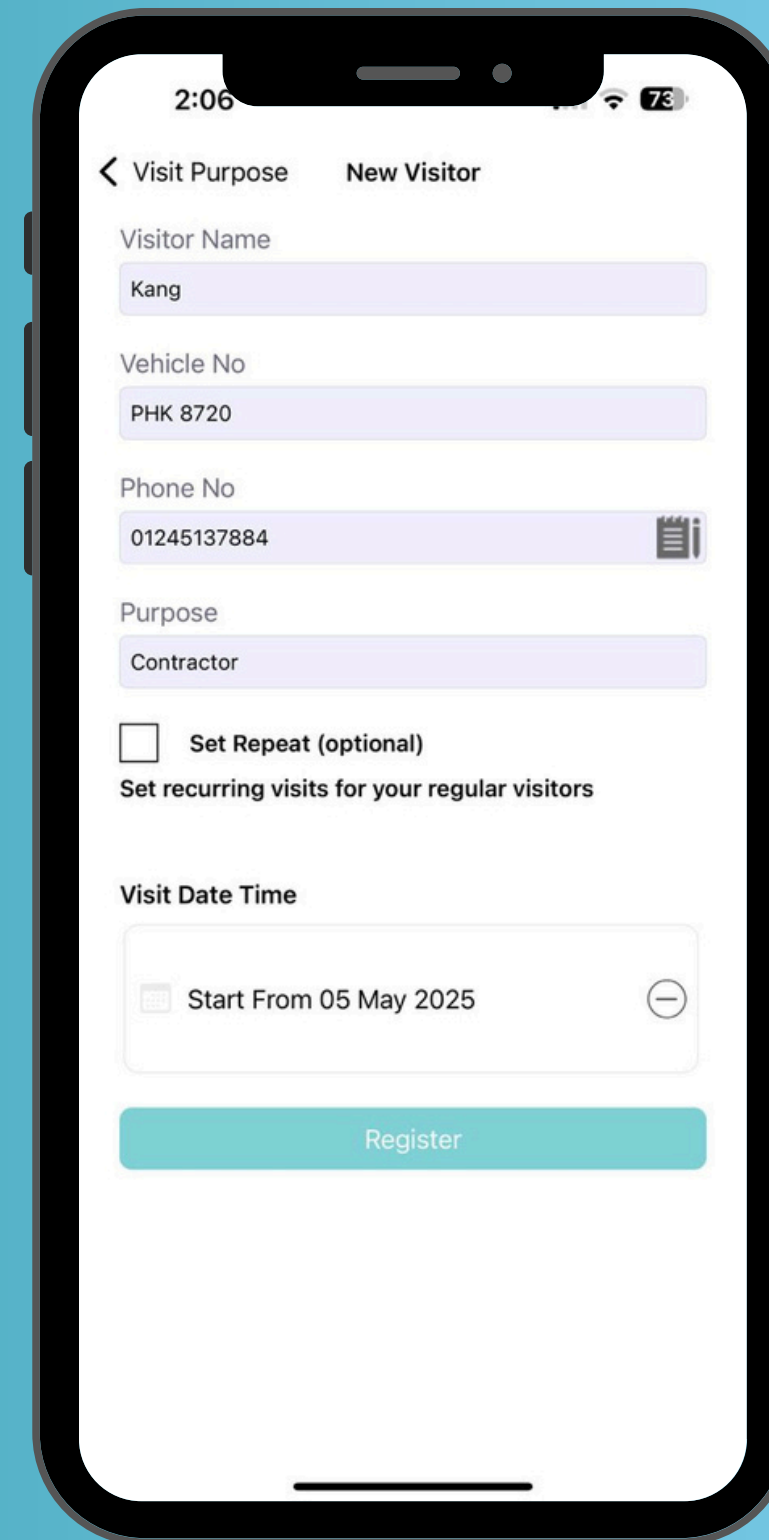 2:06
73
Visit Purpose
New Visitor
Visitor Name
Kang
Vehicle No
PHK 8720
Phone No
01245137884
Purpose
Contractor
Set Repeat (optional)
Set recurring visits for your regular visitors
Visit Date Time
Start From 05 May 2025
Register